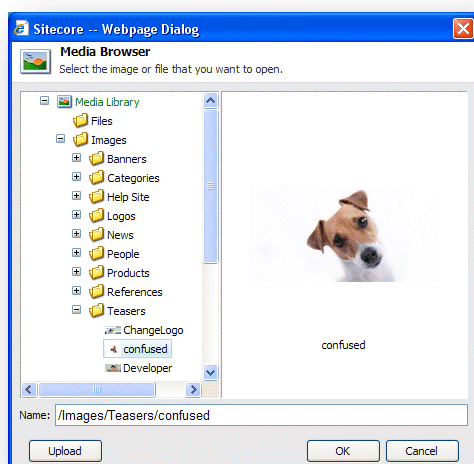 Sitecore -- Webpage Dialog
Media Browser
Select the image or file that you want to open.
Media Library
Files
Images
Banners
Categories
Help Site
Logos
News
People
Products
References
Teasers
ChangeLogo
confused
Developer
confused
Name: /Images/Teasers/confused
Upload OK Cancel